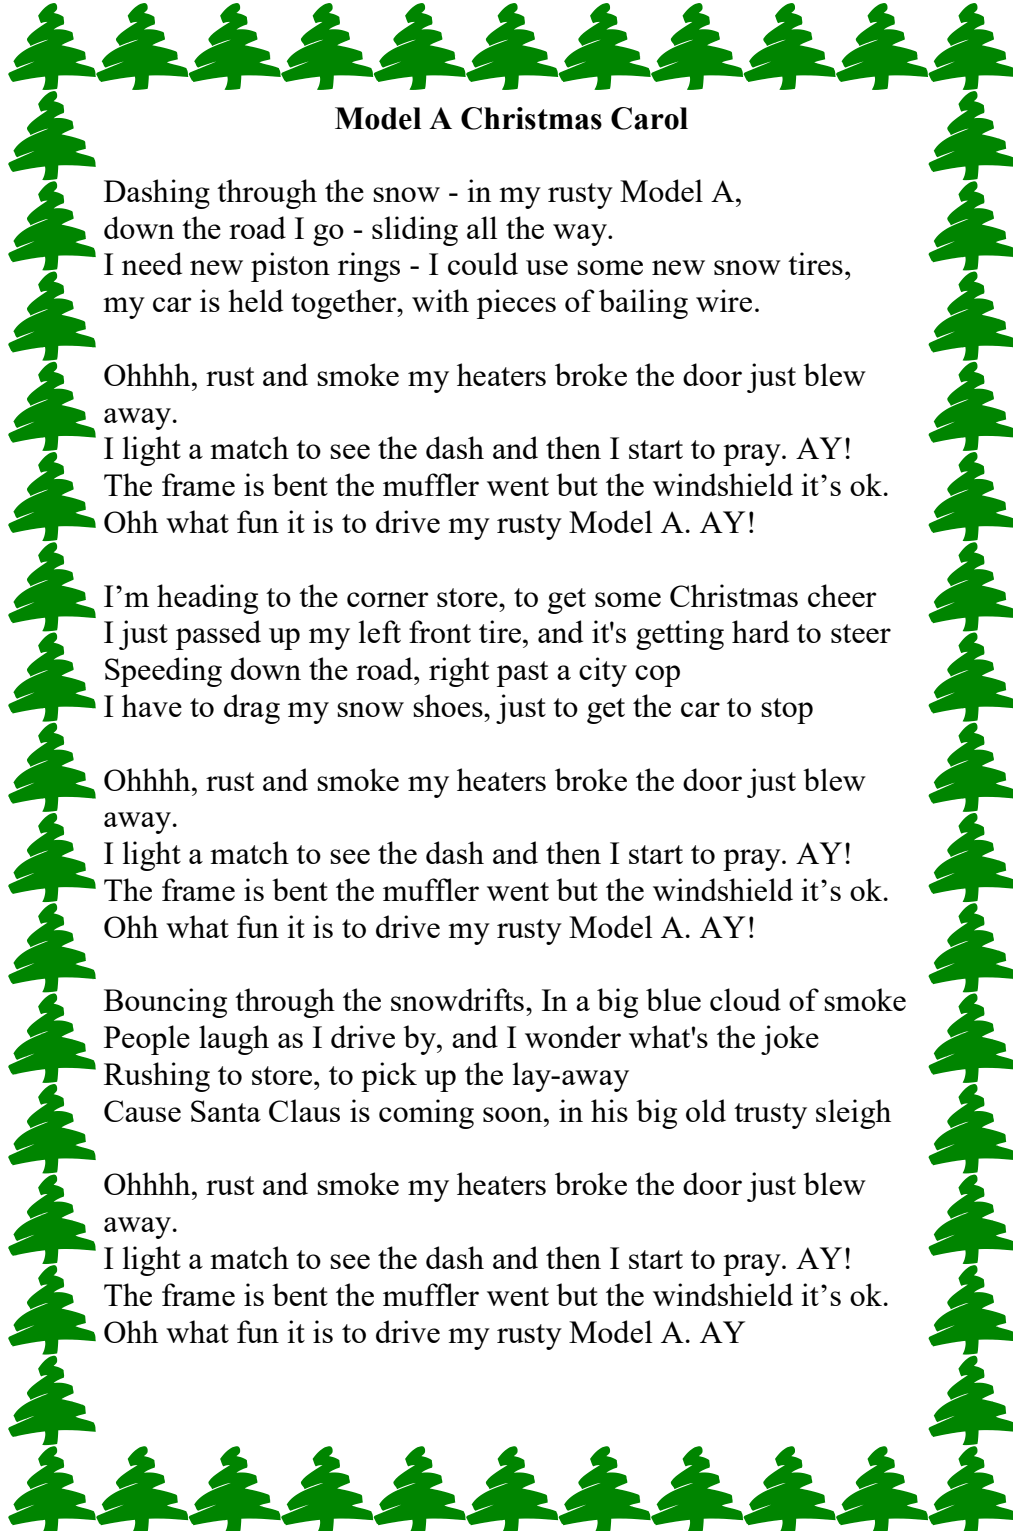 Model A Christmas Carol
Dashing through the snow - in my rusty Model A,
down the road I go - sliding all the way.
I need new piston rings - I could use some new snow tires,
my car is held together, with pieces of bailing wire.
Ohhhh, rust and smoke my heaters broke the door just blew
away.
I light a match to see the dash and then I start to pray. AY!
The frame is bent the muffler went but the windshield it’s ok.
Ohh what fun it is to drive my rusty Model A. AY!
I’m heading to the corner store, to get some Christmas cheer
I just passed up my left front tire, and it's getting hard to steer
Speeding down the road, right past a city cop
I have to drag my snow shoes, just to get the car to stop
Ohhhh, rust and smoke my heaters broke the door just blew
away.
I light a match to see the dash and then I start to pray. AY!
The frame is bent the muffler went but the windshield it’s ok.
Ohh what fun it is to drive my rusty Model A. AY!
Bouncing through the snowdrifts, In a big blue cloud of smoke
People laugh as I drive by, and I wonder what's the joke
Rushing to store, to pick up the lay-away
Cause Santa Claus is coming soon, in his big old trusty sleigh
Ohhhh, rust and smoke my heaters broke the door just blew
away.
I light a match to see the dash and then I start to pray. AY!
The frame is bent the muffler went but the windshield it’s ok.
Ohh what fun it is to drive my rusty Model A. AY